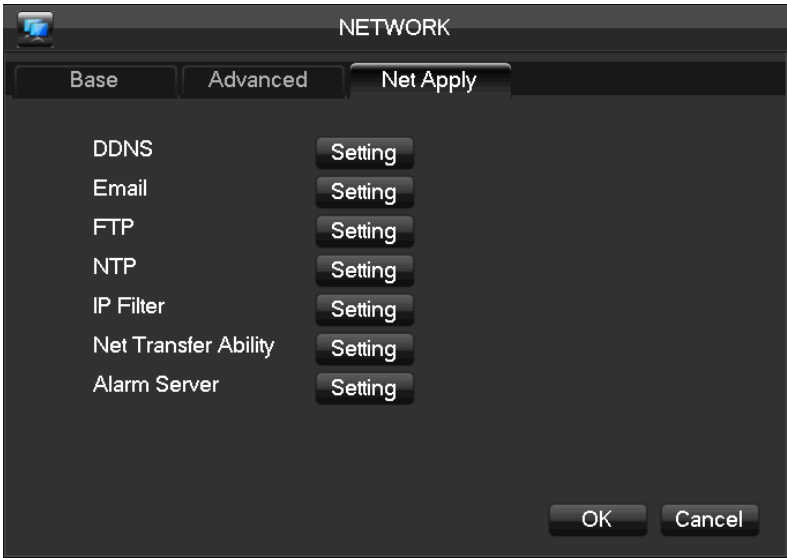 NETWORK
Base Advanced Net Apply
DDNS Setting
Email Setting
FTP Setting
NTP Setting
IP Filter Setting
Net Transfer Ability Setting
Alarm Server Setting
OK Cancel